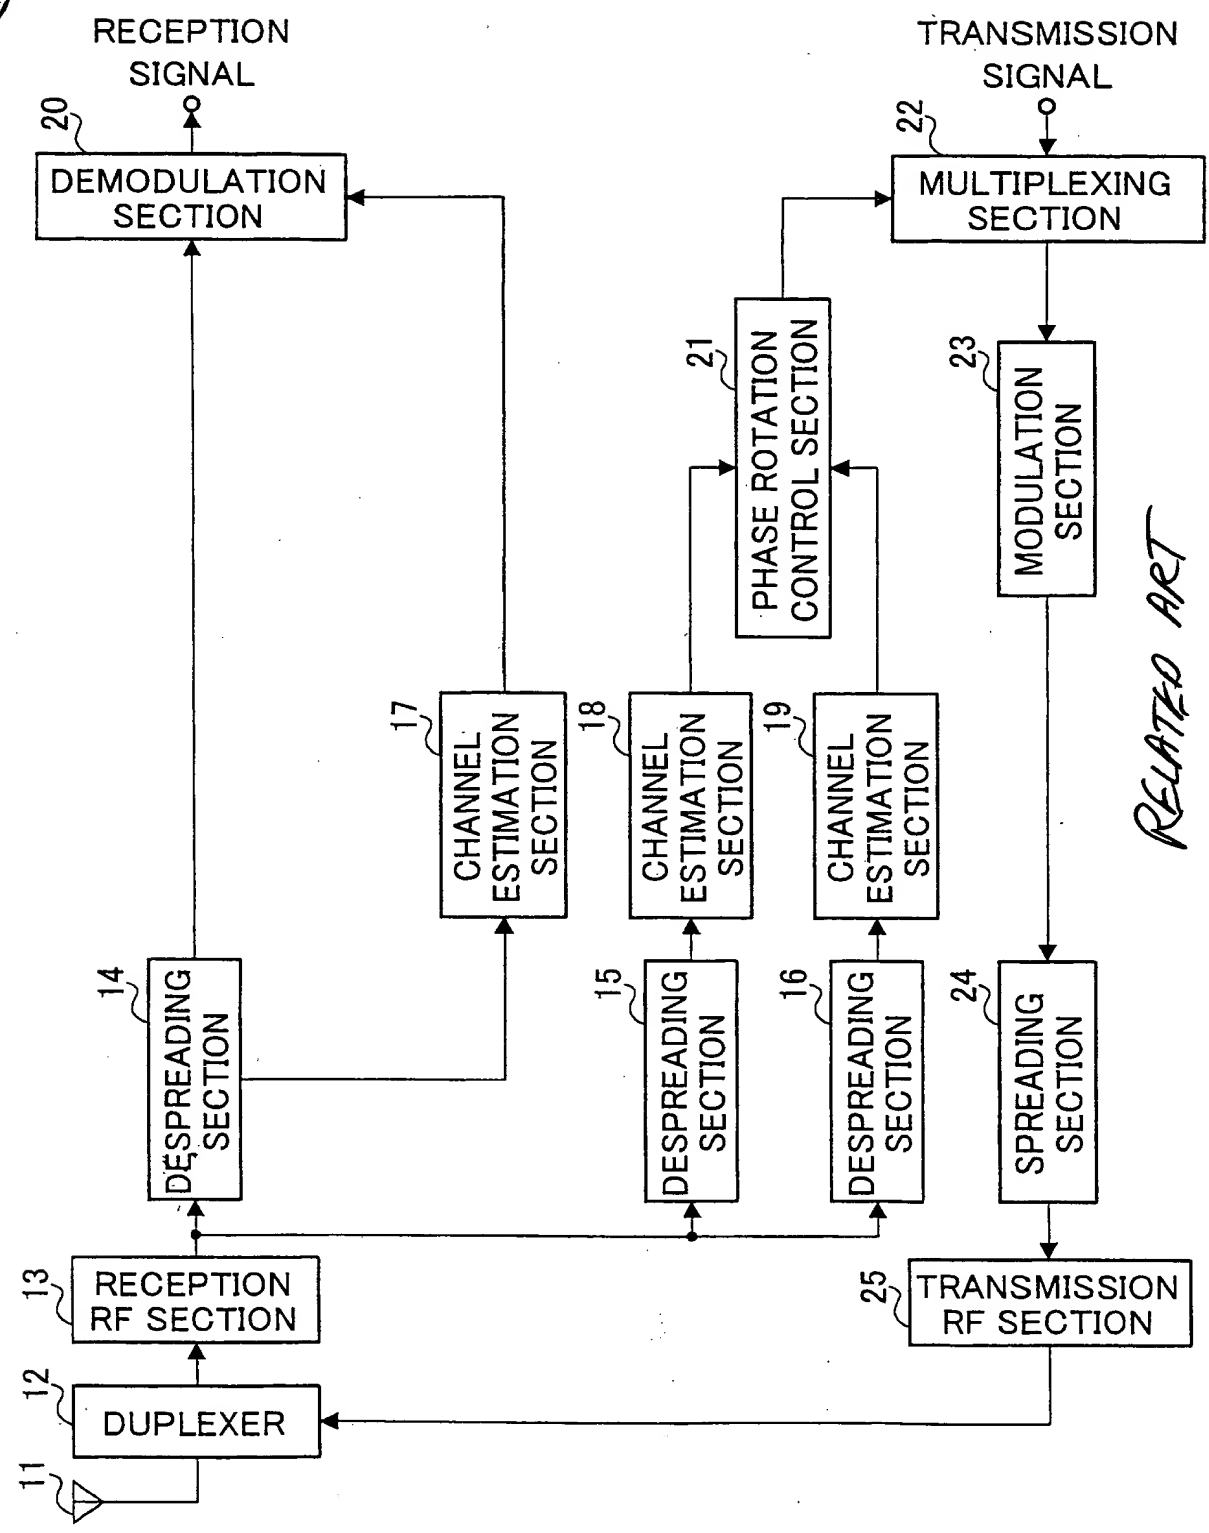 RECEPTION
SIGNAL
TRANSMISSION
SIGNAL
20
DEMODULATION
SECTION
22
MULTIPLEXING
SECTION
21
PHASE ROTATION
CONTROL SECTION
23
MODULATION
SECTION
17
CHANNEL
ESTIMATION
SECTION
18
CHANNEL
ESTIMATION
SECTION
19
CHANNEL
ESTIMATION
SECTION
RELATED ART
14
DESPREADING
SECTION
15
DESPREADING
SECTION
16
DESPREADING
SECTION
24
SPREADING
SECTION
13
RECEPTION
RF SECTION
25
TRANSMISSION
RF SECTION
12
DUPLEXER
11